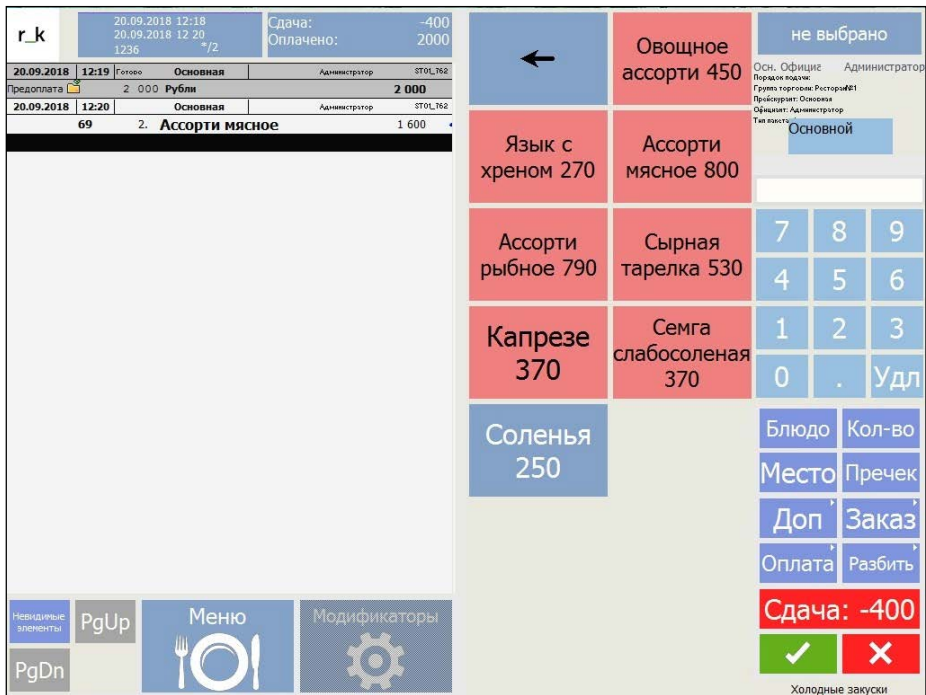 r_k
20.09.2018 12:18
20.09.2018 12 20
1236 */2
Сдача: -400
Оплачено: 2000
20.09.2018 12:19 Готово Основная Администратор ST01_762
Предоплата 2 000 Рубли 2 000
20.09.2018 12:20 Основная Администратор ST01_762
69 2. Ассорти мясное 1 600
Невидимые
элементы
PgUp
PgDn
Меню
Модификаторы
Овощное
ассорти 450
Язык с
хреном 270
Ассорти
мясное 800
Ассорти
рыбное 790
Сырная
тарелка 530
Капрезе
370
Семга
слабосоленая
370
Соленья
250
не выбрано
Осн. Официе Администратор
Порядок подачи:
Группа торговли: Ресторан№1
Прейскурант: Основная
Официант: Администратор
Тип пакета
Основной
7 8 9
4 5 6
1 2 3
0 . Удл
Блюдо Кол-во
Место Пречек
Доп Заказ
Оплата Разбить
Сдача: -400
Холодные закуски